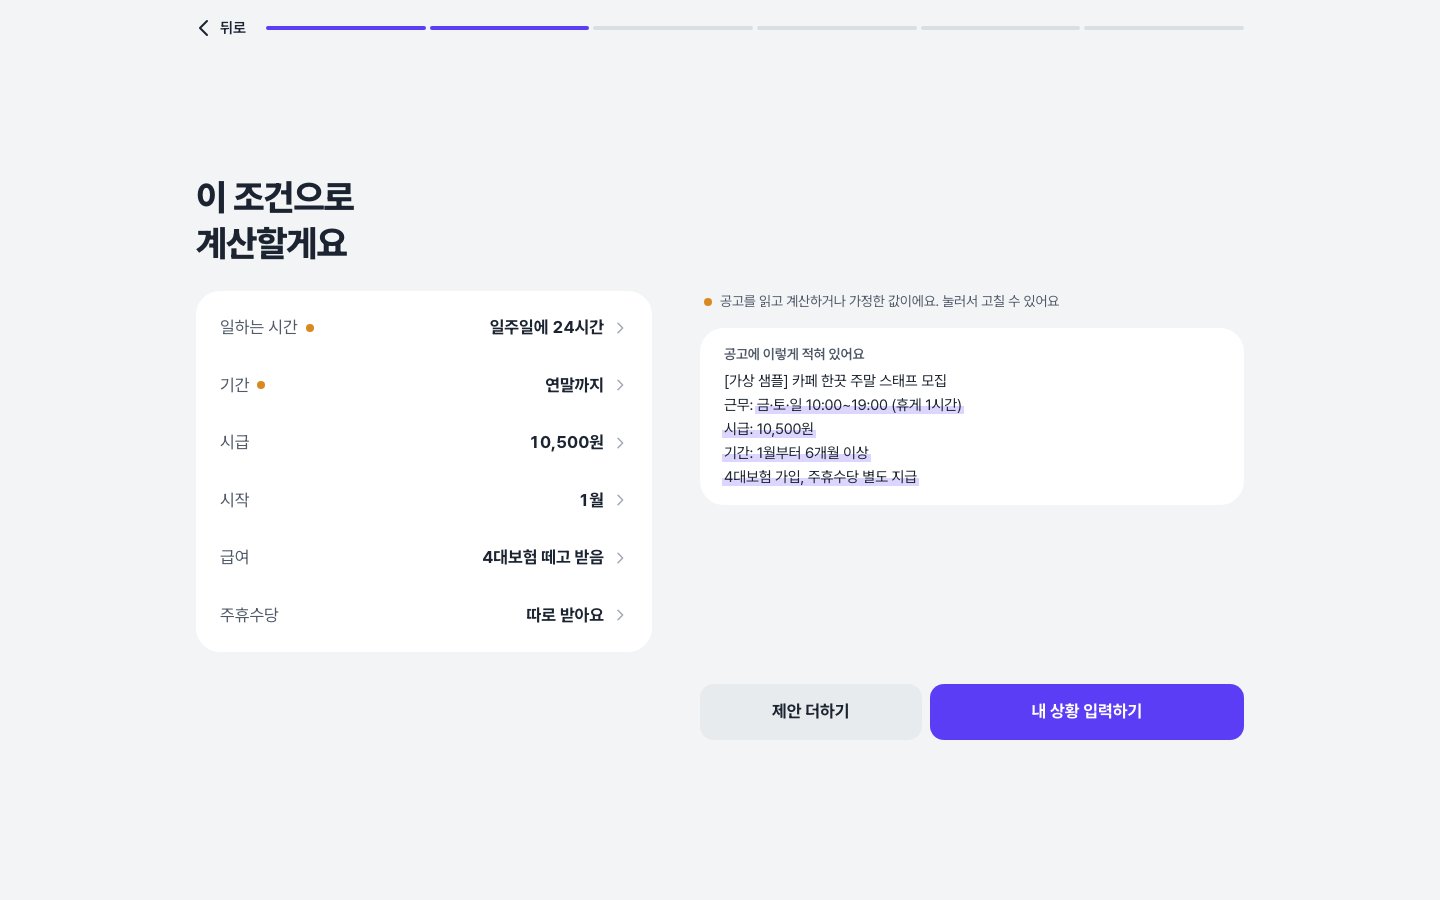 뒤로
이 조건으로
계산할게요
일하는 시간
일주일에 24시간
기간
연말까지
시급
10,500원
시작
1월
급여
4대보험 떼고 받음
주휴수당
따로 받아요
공고를 읽고 계산하거나 가정한 값이에요. 눌러서 고칠 수 있어요
공고에 이렇게 적혀 있어요
[가상 샘플] 카페 한끗 주말 스태프 모집
근무: 금·토·일 10:00~19:00 (휴게 1시간)
시급: 10,500원
기간: 1월부터 6개월 이상
4대보험 가입, 주휴수당 별도 지급
제안 더하기
내 상황 입력하기